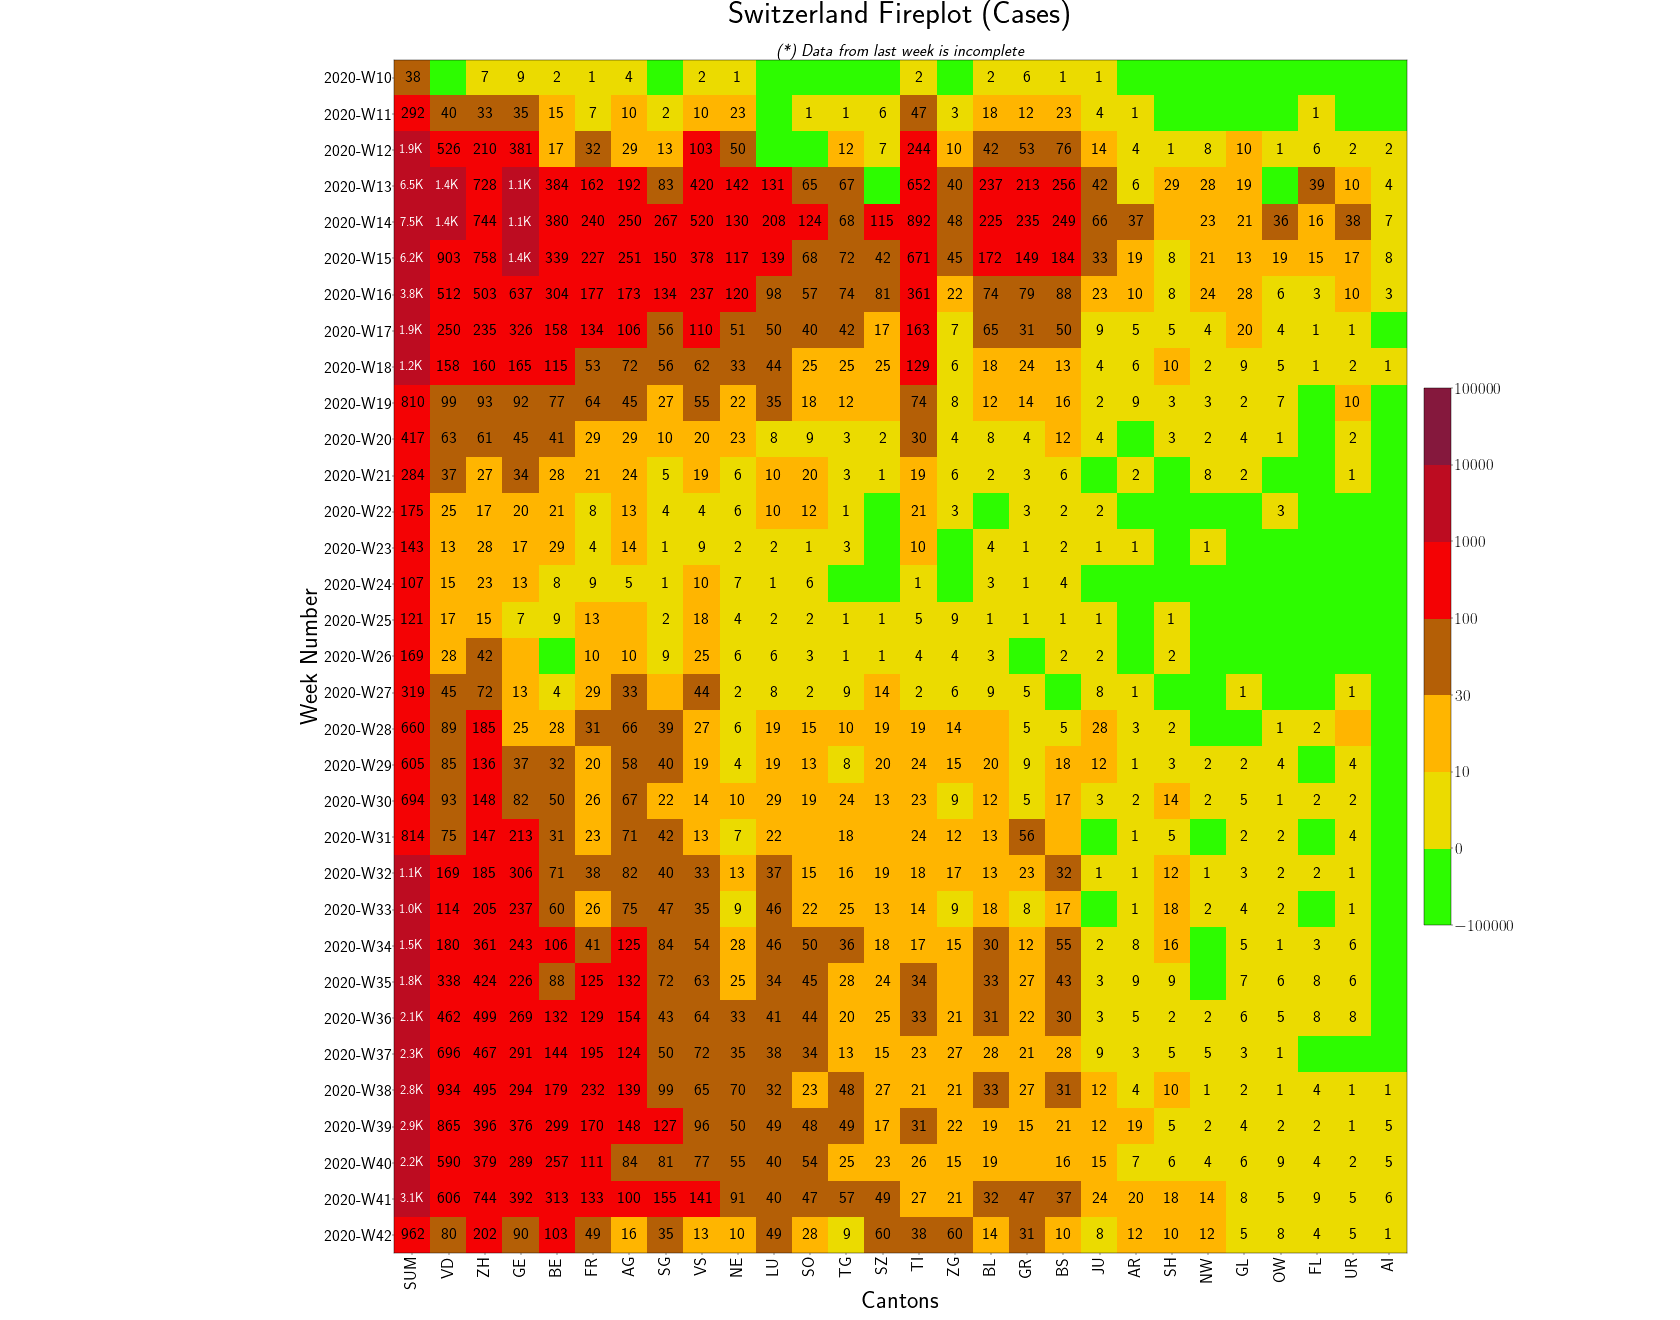 Switzerland Fireplot (Cases)
(*) Data from last week is incomplete
2020-W10 38 7 9 2 1 4 2 1 2 2 6 1 1
2020-W11 292 40 33 35 15 7 10 2 10 23 1 1 6 47 3 18 12 23 4 1 1
2020-W12 1.9K 526 210 381 17 32 29 13 103 50 12 7 244 10 42 53 76 14 4 1 8 10 1 6 2 2
2020-W13 6.5K 1.4K 728 1.1K 384 162 192 83 420 142 131 65 67 652 40 237 213 256 42 6 29 28 19 39 10 4
2020-W14 7.5K 1.4K 744 1.1K 380 240 250 267 520 130 208 124 68 115 892 48 225 235 249 66 37 23 21 36 16 38 7
2020-W15 6.2K 903 758 1.4K 339 227 251 150 378 117 139 68 72 42 671 45 172 149 184 33 19 8 21 13 19 15 17 8
2020-W16 3.8K 512 503 637 304 177 173 134 237 120 98 57 74 81 361 22 74 79 88 23 10 8 24 28 6 3 10 3
2020-W17 1.9K 250 235 326 158 134 106 56 110 51 50 40 42 17 163 7 65 31 50 9 5 5 4 20 4 1 1
2020-W18 1.2K 158 160 165 115 53 72 56 62 33 44 25 25 25 129 6 18 24 13 4 6 10 2 9 5 1 2 1
2020-W19 810 99 93 92 77 64 45 27 55 22 35 18 12 74 8 12 14 16 2 9 3 3 2 7 10
2020-W20 417 63 61 45 41 29 29 10 20 23 8 9 3 2 30 4 8 4 12 4 3 2 4 1 2
2020-W21 284 37 27 34 28 21 24 5 19 6 10 20 3 1 19 6 2 3 6 2 8 2 1
2020-W22 175 25 17 20 21 8 13 4 4 6 10 12 1 21 3 3 2 2 3
2020-W23 143 13 28 17 29 4 14 1 9 2 2 1 3 10 4 1 2 1 1 1
2020-W24 107 15 23 13 8 9 5 1 10 7 1 6 1 3 1 4
2020-W25 121 17 15 7 9 13 2 18 4 2 2 1 1 5 9 1 1 1 1 1
2020-W26 169 28 42 10 10 9 25 6 6 3 1 1 4 4 3 2 2 2
2020-W27 319 45 72 13 4 29 33 44 2 8 2 9 14 2 6 9 5 8 1 1 1
2020-W28 660 89 185 25 28 31 66 39 27 6 19 15 10 19 19 14 5 5 28 3 2 1 2
2020-W29 605 85 136 37 32 20 58 40 19 4 19 13 8 20 24 15 20 9 18 12 1 3 2 2 4 4
2020-W30 694 93 148 82 50 26 67 22 14 10 29 19 24 13 23 9 12 5 17 3 2 14 2 5 1 2 2
2020-W31 814 75 147 213 31 23 71 42 13 7 22 18 24 12 13 56 1 5 2 2 4
2020-W32 1.1K 169 185 306 71 38 82 40 33 13 37 15 16 19 18 17 13 23 32 1 1 12 1 3 2 2 1
2020-W33 1.0K 114 205 237 60 26 75 47 35 9 46 22 25 13 14 9 18 8 17 1 18 2 4 2 1
2020-W34 1.5K 180 361 243 106 41 125 84 54 28 46 50 36 18 17 15 30 12 55 2 8 16 5 1 3 6
2020-W35 1.8K 338 424 226 88 125 132 72 63 25 34 45 28 24 34 33 27 43 3 9 9 7 6 8 6
2020-W36 2.1K 462 499 269 132 129 154 43 64 33 41 44 20 25 33 21 31 22 30 3 5 2 2 6 5 8 8
2020-W37 2.3K 696 467 291 144 195 124 50 72 35 38 34 13 15 23 27 28 21 28 9 3 5 5 3 1
2020-W38 2.8K 934 495 294 179 232 139 99 65 70 32 23 48 27 21 21 33 27 31 12 4 10 1 2 1 4 1 1
2020-W39 2.9K 865 396 376 299 170 148 127 96 50 49 48 49 17 31 22 19 15 21 12 19 5 2 4 2 2 1 5
2020-W40 2.2K 590 379 289 257 111 84 81 77 55 40 54 25 23 26 15 19 16 15 7 6 4 6 9 4 2 5
2020-W41 3.1K 606 744 392 313 133 100 155 141 91 40 47 57 49 27 21 32 47 37 24 20 18 14 8 5 9 5 6
2020-W42 962 80 202 90 103 49 16 35 13 10 49 28 9 60 38 60 14 31 10 8 12 10 12 5 8 4 5 1
SUM VD ZH GE BE FR AG SG VS NE LU SO TG SZ TI ZG BL GR BS JU AR SH NW GL OW FL UR AI
Cantons
Week Number
100000
10000
1000
100
30
10
0
−100000